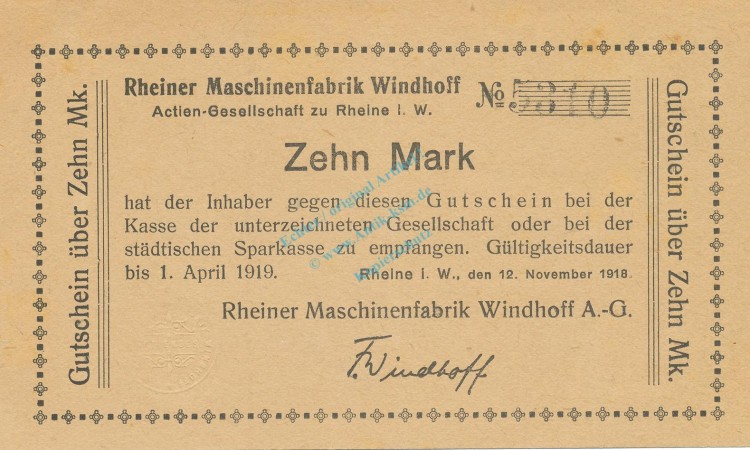 Gutschein über Zehn Mk.
Rheiner Maschinenfabrik Windhoff
Actien-Gesellschaft zu Rheine i. W.
No 5310
Zehn Mark
hat der Inhaber gegen diesen Gutschein bei der
Kasse der unterzeichneten Gesellschaft oder bei der
städtischen Sparkasse zu empfangen. Gültigkeitsdauer
bis 1. April 1919. Rheine i. W., den 12. November 1918.
Rheiner Maschinenfabrik Windhoff A.-G.
F. Windhoff
Gutschein über Zehn Mk.